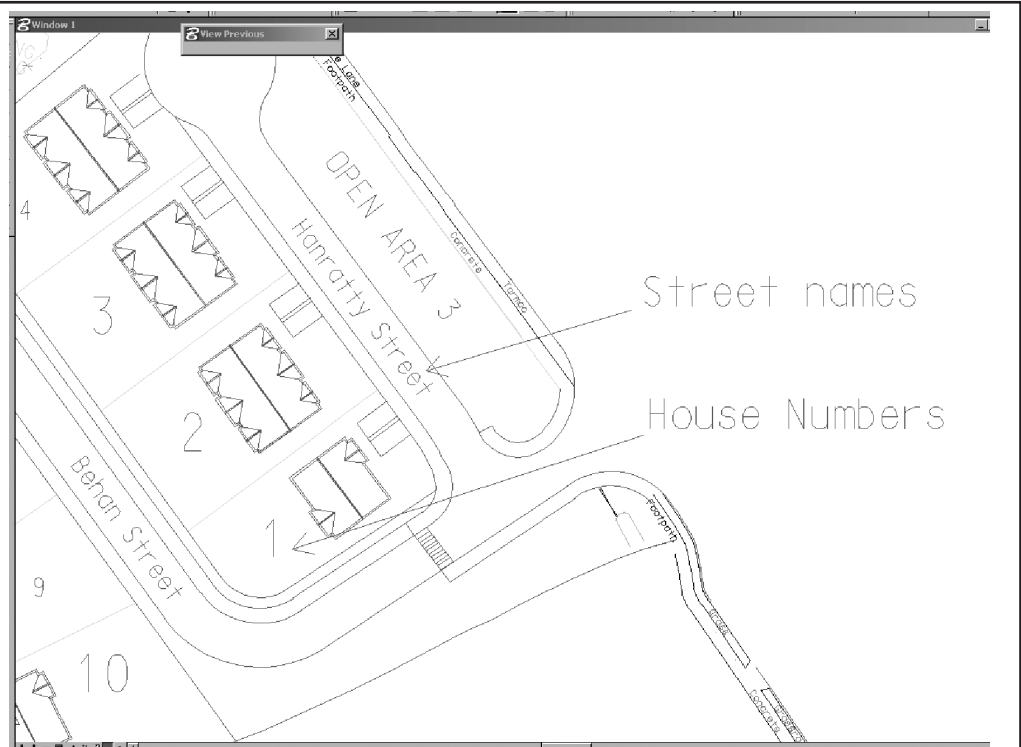 Window 1
View Previous
Lane
Footpath
OPEN AREA 3
Concrete
Tarmac
Hanratty Street
Street names
4
3
2
1
House Numbers
Behan Street
Footpath
9
10
Grass
Concrete